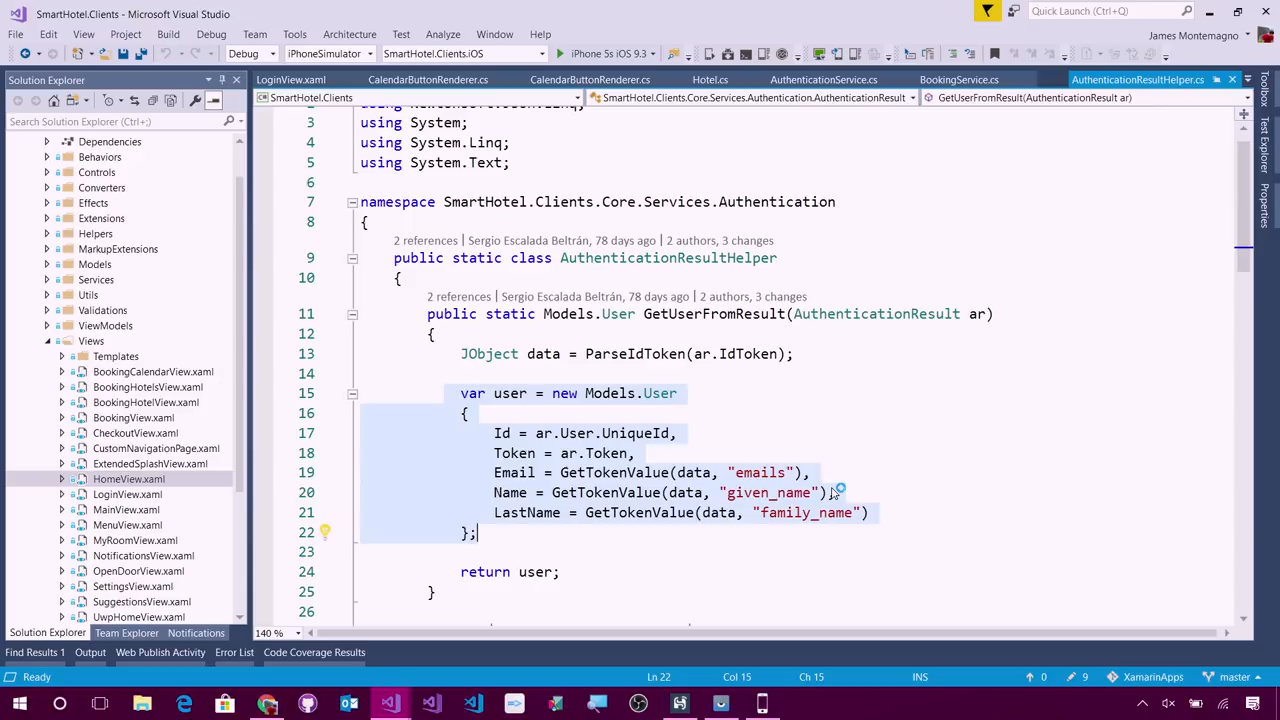 SmartHotel.Clients - Microsoft Visual Studio
Quick Launch (Ctrl+Q)
File Edit View Project Build Debug Team Tools Architecture Test Analyze Window Help
James Montemagno
Debug iPhoneSimulator SmartHotel.Clients.iOS iPhone 5s iOS 9.3
Solution Explorer
LoginView.xaml CalendarButtonRenderer.cs CalendarButtonRenderer.cs Hotel.cs AuthenticationService.cs BookingService.cs AuthenticationResultHelper.cs
SmartHotel.Clients SmartHotel.Clients.Core.Services.Authentication.AuthenticationResult GetUserFromResult(AuthenticationResult ar)
Search Solution Explorer (Ctrl+;)
Dependencies
Behaviors
Controls
Converters
Effects
Extensions
Helpers
MarkupExtensions
Models
Services
Utils
Validations
ViewModels
Views
Templates
BookingCalendarView.xaml
BookingHotelsView.xaml
BookingHotelView.xaml
BookingView.xaml
CheckoutView.xaml
CustomNavigationPage.xaml
ExtendedSplashView.xaml
HomeView.xaml
LoginView.xaml
MainView.xaml
MenuView.xaml
MyRoomView.xaml
NotificationsView.xaml
OpenDoorView.xaml
SettingsView.xaml
SuggestionsView.xaml
UwpHomeView.xaml
Solution Explorer Team Explorer Notifications
3 using System;
4 using System.Linq;
5 using System.Text;
6
7 namespace SmartHotel.Clients.Core.Services.Authentication
8 {
2 references | Sergio Escalada Beltrán, 78 days ago | 2 authors, 3 changes
9 public static class AuthenticationResultHelper
10 {
2 references | Sergio Escalada Beltrán, 78 days ago | 2 authors, 3 changes
11 public static Models.User GetUserFromResult(AuthenticationResult ar)
12 {
13 JObject data = ParseIdToken(ar.IdToken);
14
15 var user = new Models.User
16 {
17 Id = ar.User.UniqueId,
18 Token = ar.Token,
19 Email = GetTokenValue(data, "emails"),
20 Name = GetTokenValue(data, "given_name"),
21 LastName = GetTokenValue(data, "family_name")
22 };
23
24 return user;
25 }
26
140 %
Toolbox
Test Explorer
Properties
Find Results 1 Output Web Publish Activity Error List Code Coverage Results
Ready Ln 22 Col 15 Ch 15 INS 0 9 XamarinApps master